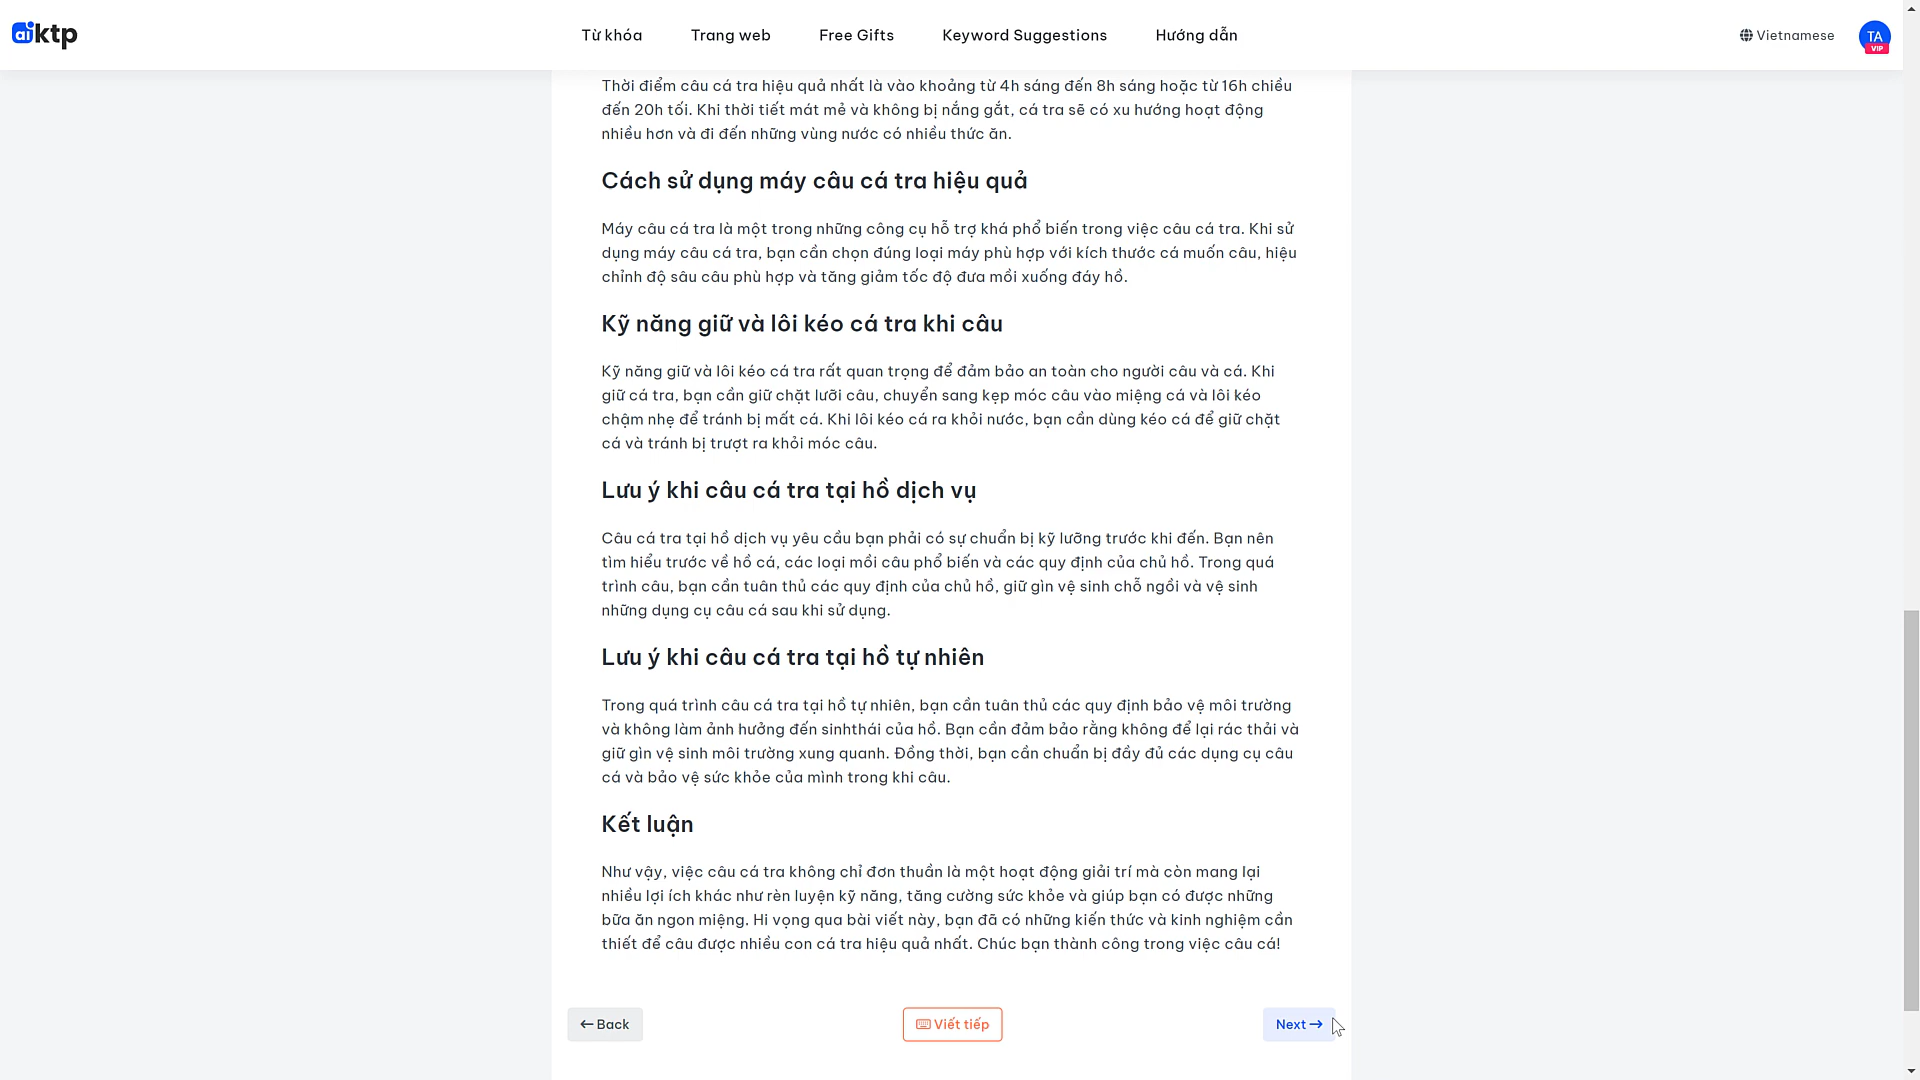 aiktp
Từ khóa
Trang web
Free Gifts
Keyword Suggestions
Hướng dẫn
Vietnamese
TA
VIP
Thời điểm câu cá tra hiệu quả nhất là vào khoảng từ 4h sáng đến 8h sáng hoặc từ 16h chiều
đến 20h tối. Khi thời tiết mát mẻ và không bị nắng gắt, cá tra sẽ có xu hướng hoạt động
nhiều hơn và đi đến những vùng nước có nhiều thức ăn.
Cách sử dụng máy câu cá tra hiệu quả
Máy câu cá tra là một trong những công cụ hỗ trợ khá phổ biến trong việc câu cá tra. Khi sử
dụng máy câu cá tra, bạn cần chọn đúng loại máy phù hợp với kích thước cá muốn câu, hiệu
chỉnh độ sâu câu phù hợp và tăng giảm tốc độ đưa mồi xuống đáy hồ.
Kỹ năng giữ và lôi kéo cá tra khi câu
Kỹ năng giữ và lôi kéo cá tra rất quan trọng để đảm bảo an toàn cho người câu và cá. Khi
giữ cá tra, bạn cần giữ chặt lưỡi câu, chuyển sang kẹp móc câu vào miệng cá và lôi kéo
chậm nhẹ để tránh bị mất cá. Khi lôi kéo cá ra khỏi nước, bạn cần dùng kéo cá để giữ chặt
cá và tránh bị trượt ra khỏi móc câu.
Lưu ý khi câu cá tra tại hồ dịch vụ
Câu cá tra tại hồ dịch vụ yêu cầu bạn phải có sự chuẩn bị kỹ lưỡng trước khi đến. Bạn nên
tìm hiểu trước về hồ cá, các loại mồi câu phổ biến và các quy định của chủ hồ. Trong quá
trình câu, bạn cần tuân thủ các quy định của chủ hồ, giữ gìn vệ sinh chỗ ngồi và vệ sinh
những dụng cụ câu cá sau khi sử dụng.
Lưu ý khi câu cá tra tại hồ tự nhiên
Trong quá trình câu cá tra tại hồ tự nhiên, bạn cần tuân thủ các quy định bảo vệ môi trường
và không làm ảnh hưởng đến sinhthái của hồ. Bạn cần đảm bảo rằng không để lại rác thải và
giữ gìn vệ sinh môi trường xung quanh. Đồng thời, bạn cần chuẩn bị đầy đủ các dụng cụ câu
cá và bảo vệ sức khỏe của mình trong khi câu.
Kết luận
Như vậy, việc câu cá tra không chỉ đơn thuần là một hoạt động giải trí mà còn mang lại
nhiều lợi ích khác như rèn luyện kỹ năng, tăng cường sức khỏe và giúp bạn có được những
bữa ăn ngon miệng. Hi vọng qua bài viết này, bạn đã có những kiến thức và kinh nghiệm cần
thiết để câu được nhiều con cá tra hiệu quả nhất. Chúc bạn thành công trong việc câu cá!
← Back
Viết tiếp
Next →